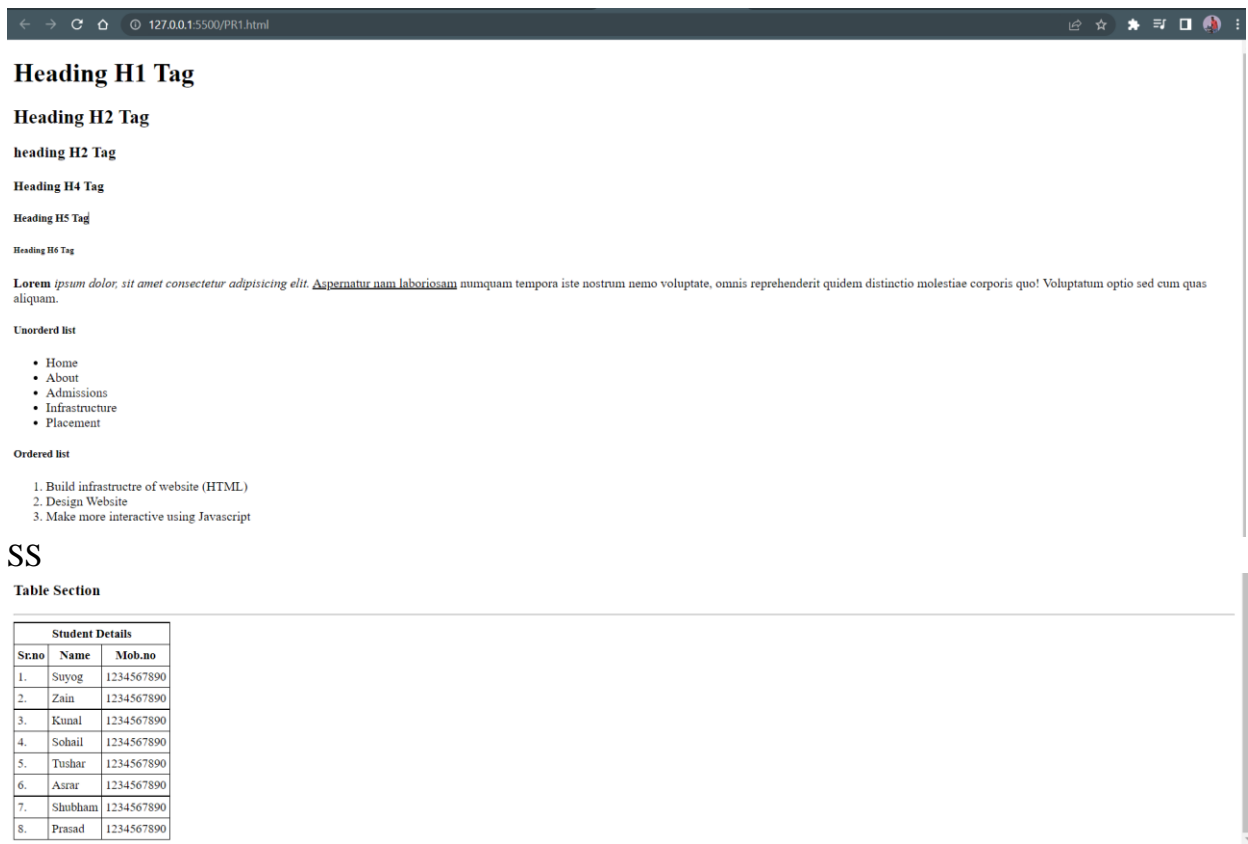 127.0.0.1:5500/PR1.html
Heading H1 Tag
Heading H2 Tag
heading H2 Tag
Heading H4 Tag
Heading H5 Tag
Heading H6 Tag
Lorem ipsum dolor, sit amet consectetur adipisicing elit. Aspernatur nam laboriosam numquam tempora iste nostrum nemo voluptate, omnis reprehenderit quidem distinctio molestiae corporis quo! Voluptatum optio sed cum quas
aliquam.
Unorderd list
• Home
• About
• Admissions
• Infrastructure
• Placement
Ordered list
1. Build infrastructre of website (HTML)
2. Design Website
3. Make more interactive using Javascript
SS
Table Section
Student Details
Sr.no Name Mob.no
1. Suyog 1234567890
2. Zain 1234567890
3. Kunal 1234567890
4. Sohail 1234567890
5. Tushar 1234567890
6. Asrar 1234567890
7. Shubham 1234567890
8. Prasad 1234567890